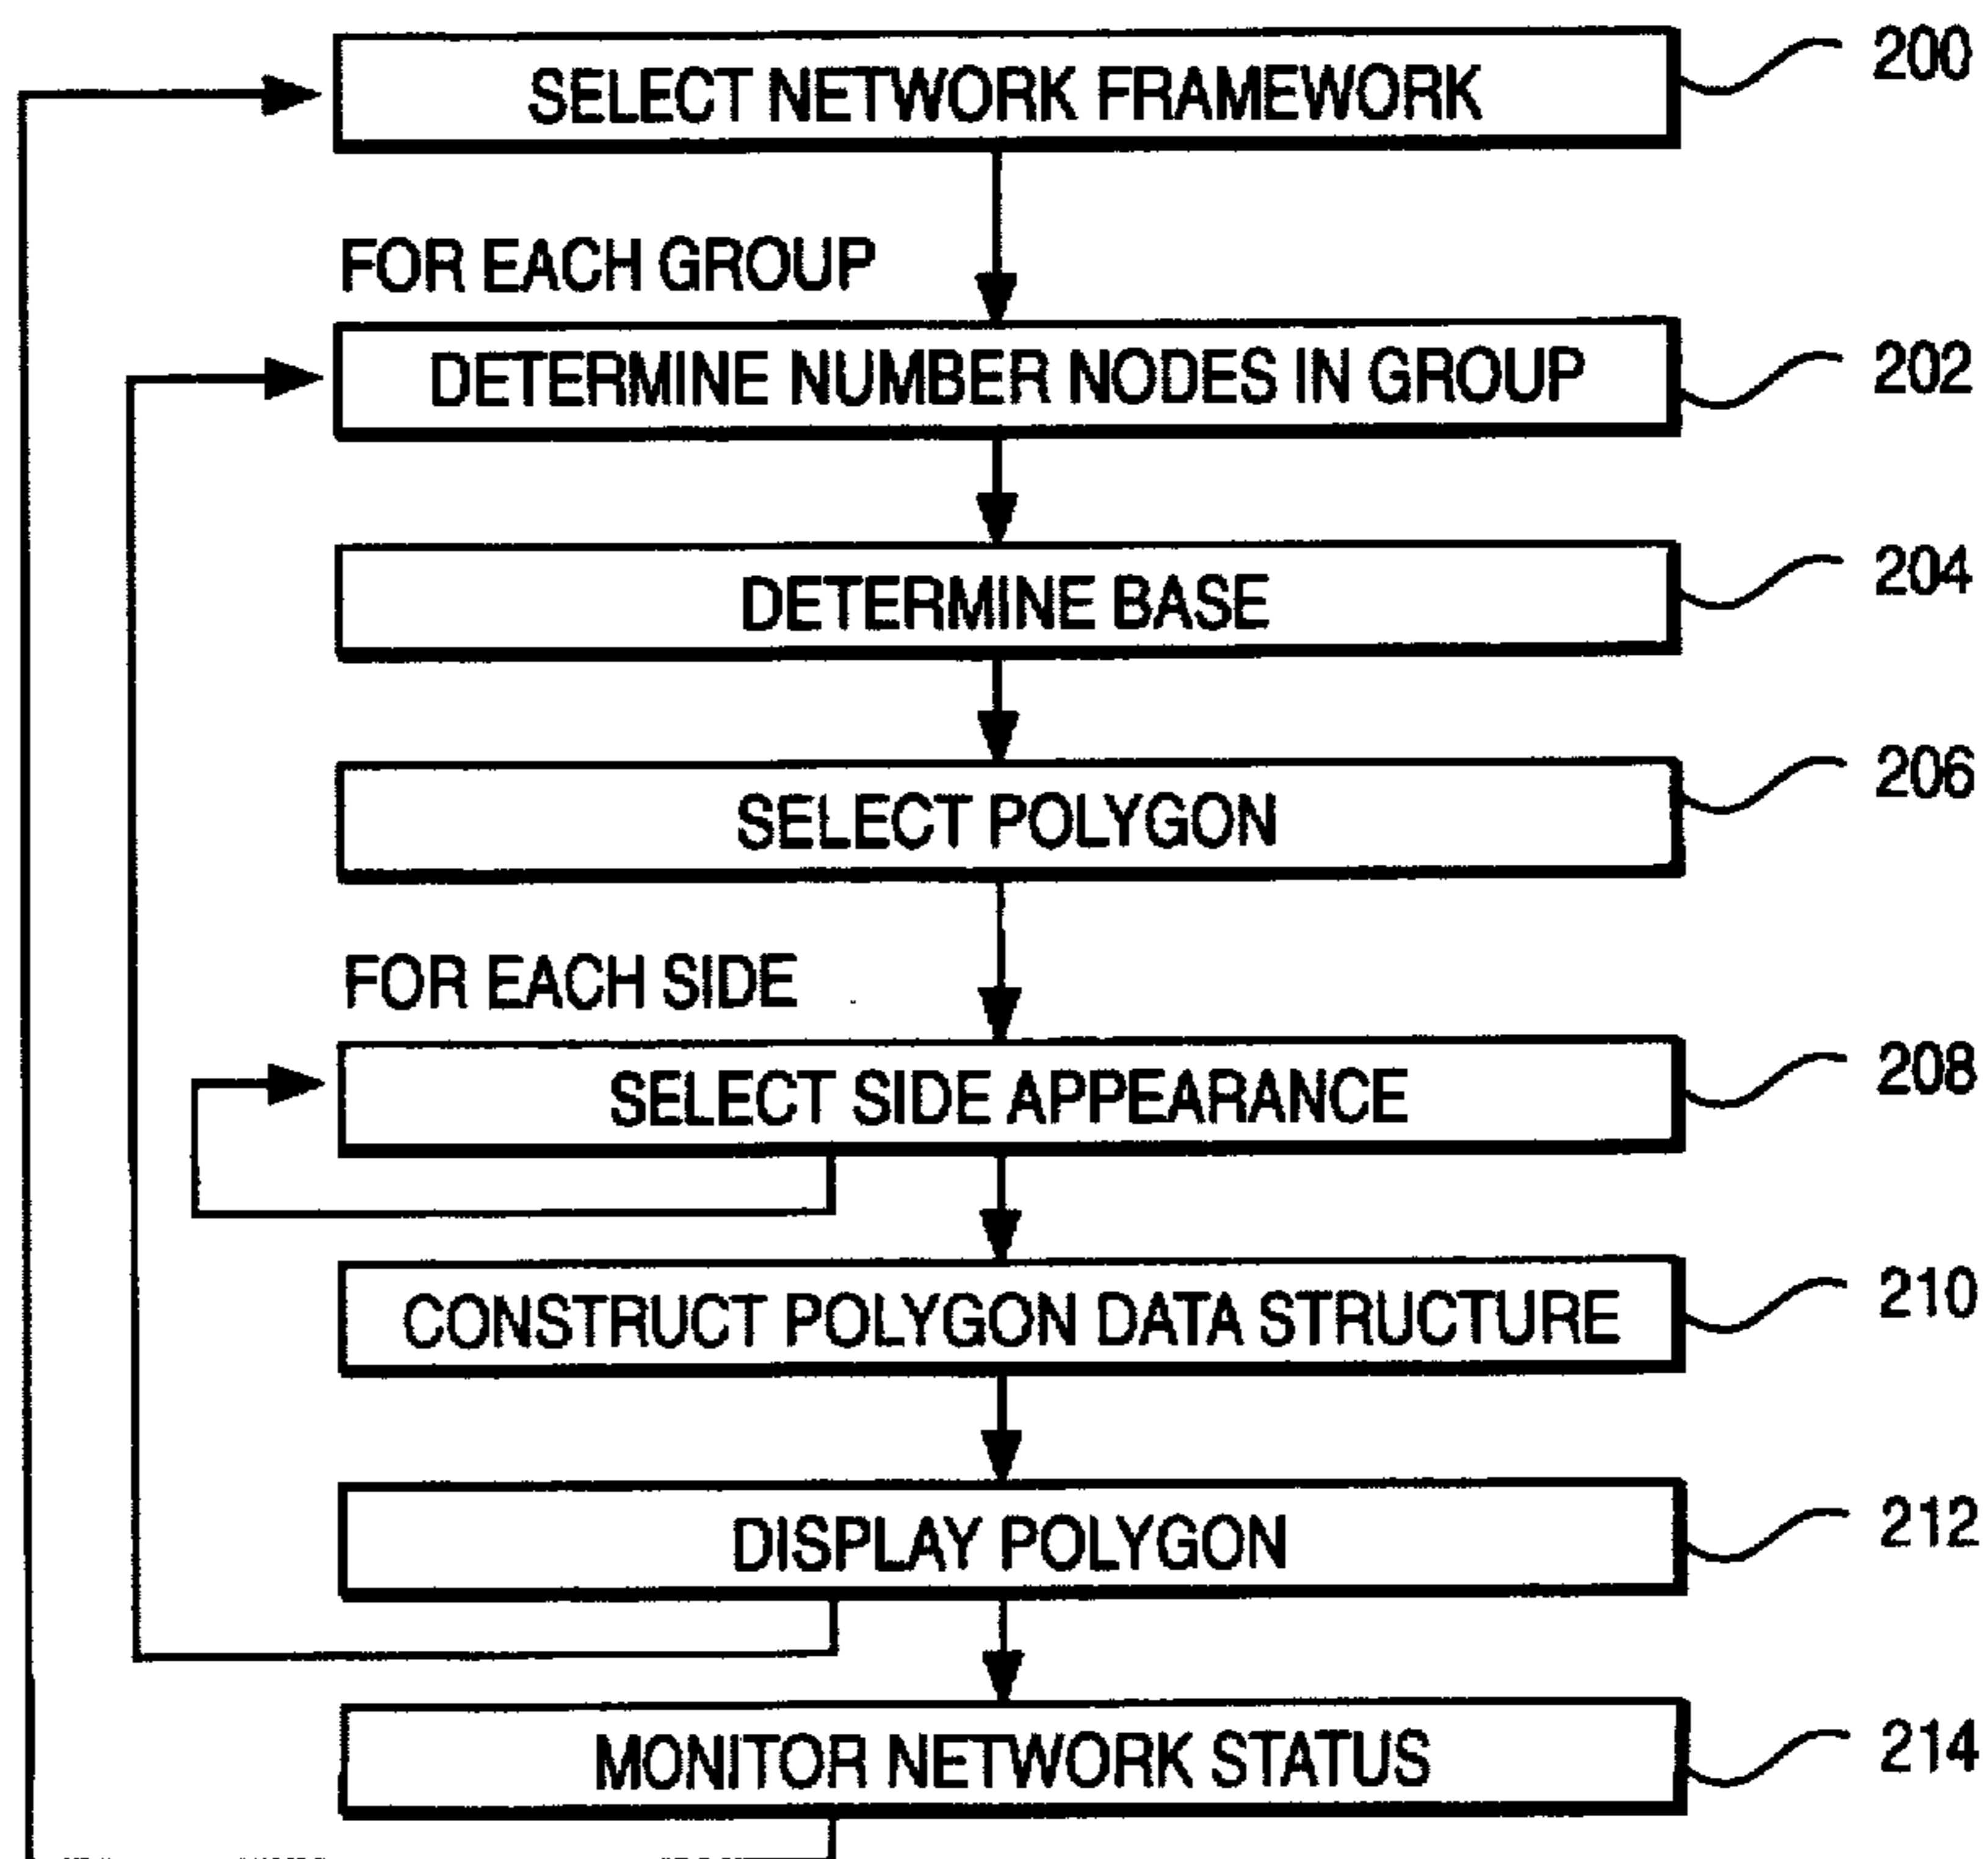 SELECT NETWORK FRAMEWORK 200
FOR EACH GROUP
DETERMINE NUMBER NODES IN GROUP 202
DETERMINE BASE 204
SELECT POLYGON 206
FOR EACH SIDE
SELECT SIDE APPEARANCE 208
CONSTRUCT POLYGON DATA STRUCTURE 210
DISPLAY POLYGON 212
MONITOR NETWORK STATUS 214